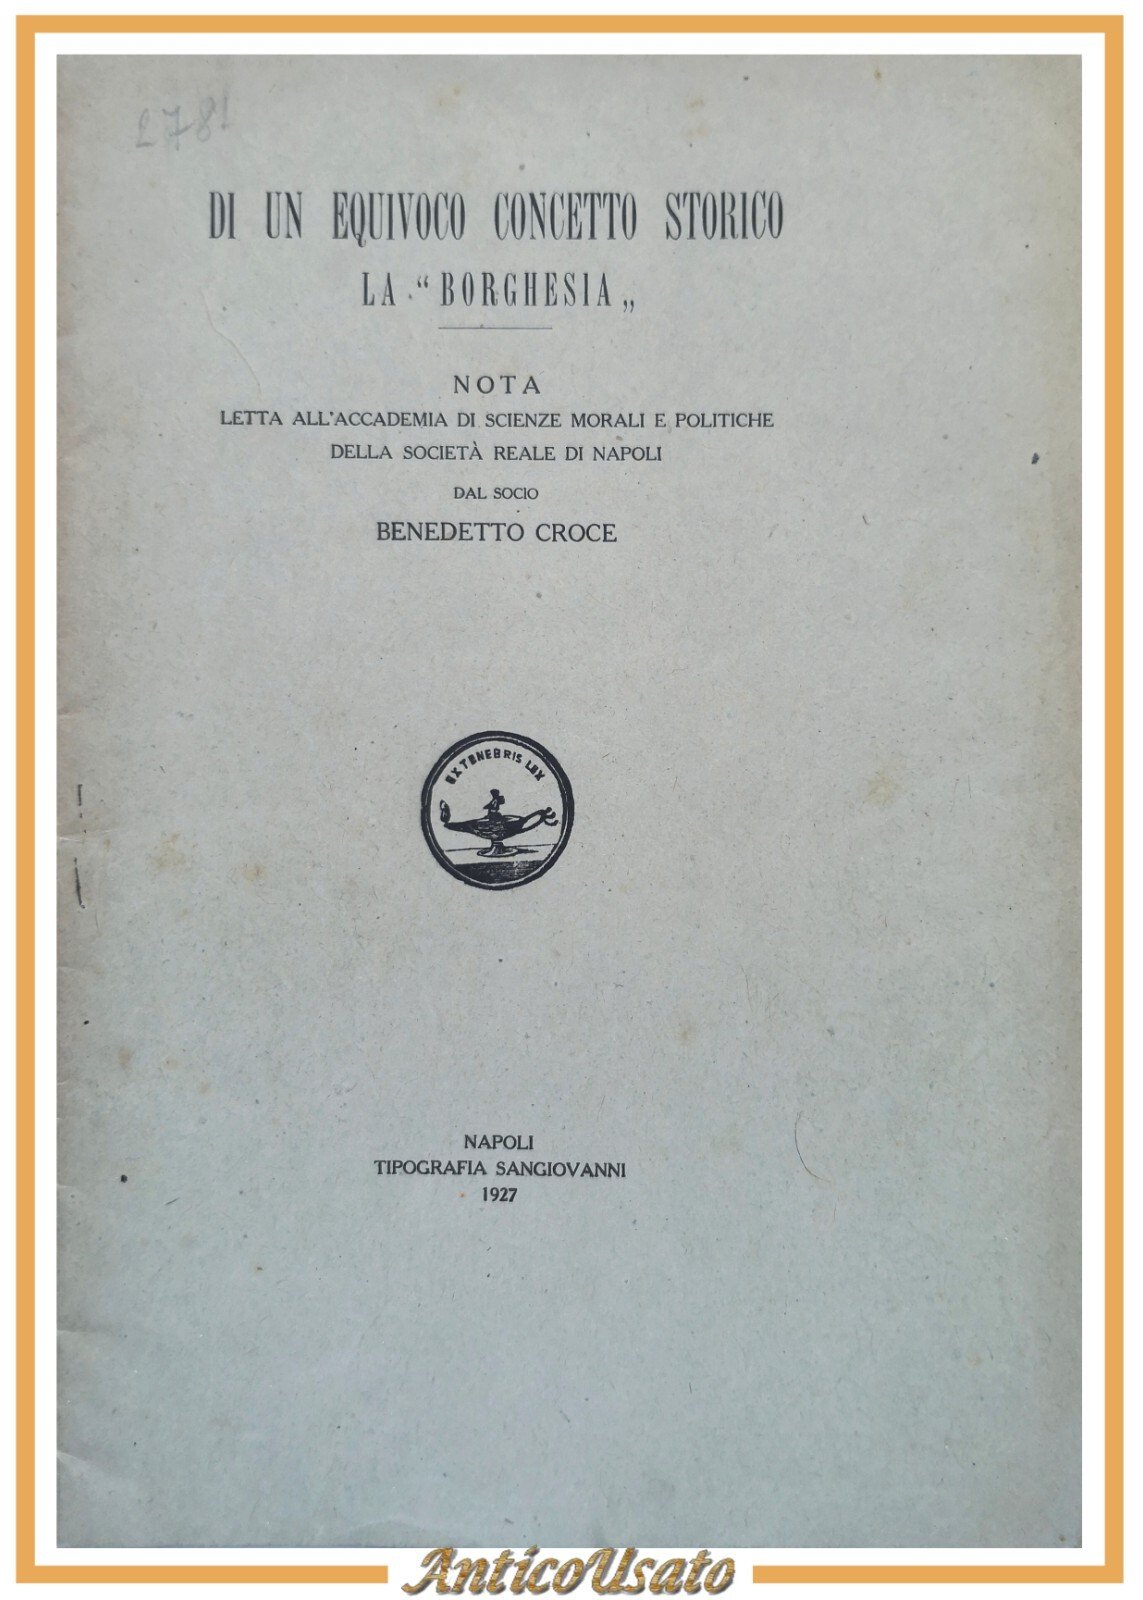 2781
DI UN EQUIVOCO CONCETTO STORICO
LA “ BORGHESIA „
NOTA
LETTA ALL'ACCADEMIA DI SCIENZE MORALI E POLITICHE
DELLA SOCIETÀ REALE DI NAPOLI
DAL SOCIO
BENEDETTO CROCE
EX TENEBRIS LUX
NAPOLI
TIPOGRAFIA SANGIOVANNI
1927
AnticoUsato